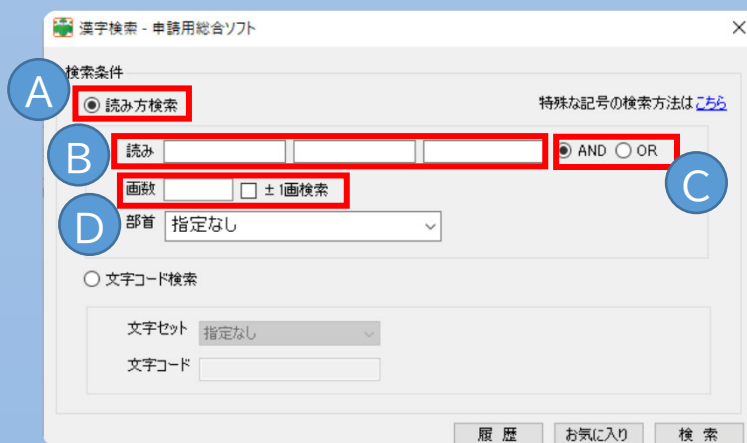 漢字検索 - 申請用総合ソフト
検索条件
A
読み方検索
特殊な記号の検索方法はこちら
B
読み
AND OR
C
画数
±1画検索
D
部首 指定なし
文字コード検索
文字セット 指定なし
文字コード
履 歴
お気に入り
検 索